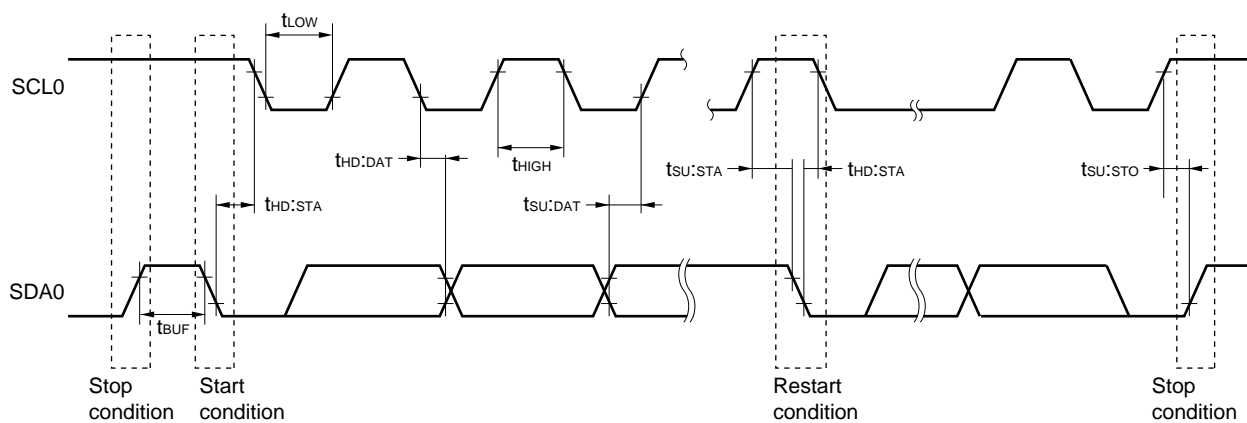 tLOW
SCL0
tHD:DAT
tHIGH
tSU:STA
tHD:STA
tSU:STO
tHD:STA
tSU:DAT
SDA0
tBUF
Stop
condition
Start
condition
Restart
condition
Stop
condition